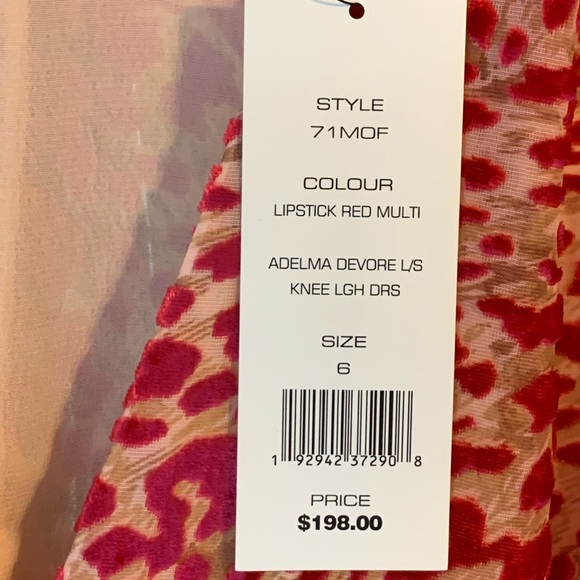 STYLE
71MOF
COLOUR
LIPSTICK RED MULTI
ADELMA DEVORE L/S
KNEE LGH DRS
SIZE
6
1 92942 37290 8
PRICE
$198.00